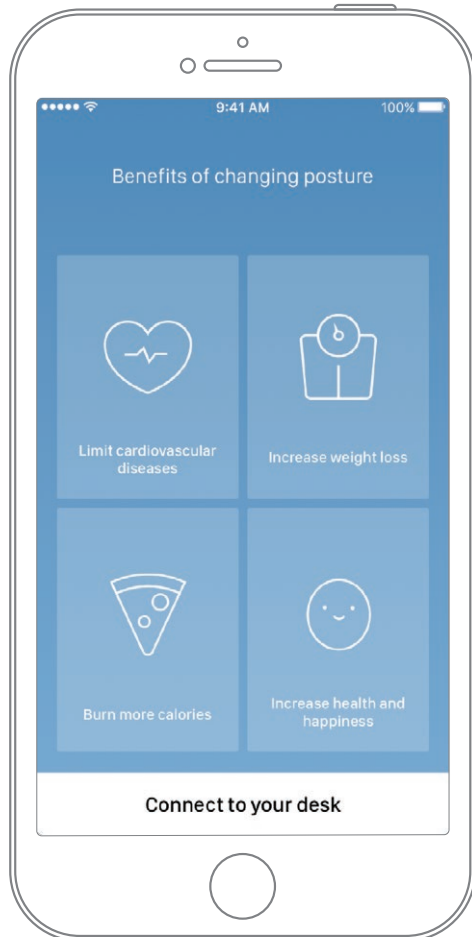 9:41 AM
100%
Benefits of changing posture
Limit cardiovascular
diseases
Increase weight loss
Burn more calories
Increase health and
happiness
Connect to your desk